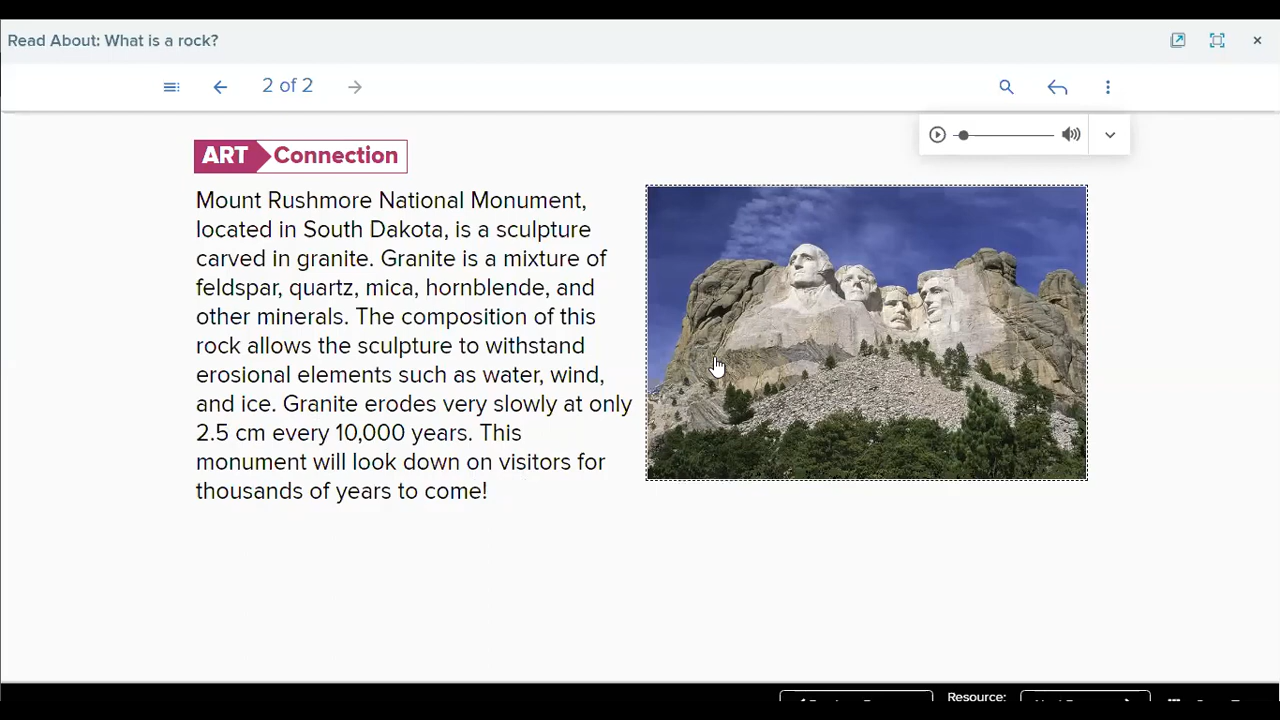 Read About: What is a rock?
2 of 2
ART Connection
Mount Rushmore National Monument,
located in South Dakota, is a sculpture
carved in granite. Granite is a mixture of
feldspar, quartz, mica, hornblende, and
other minerals. The composition of this
rock allows the sculpture to withstand
erosional elements such as water, wind,
and ice. Granite erodes very slowly at only
2.5 cm every 10,000 years. This
monument will look down on visitors for
thousands of years to come!
Resource: